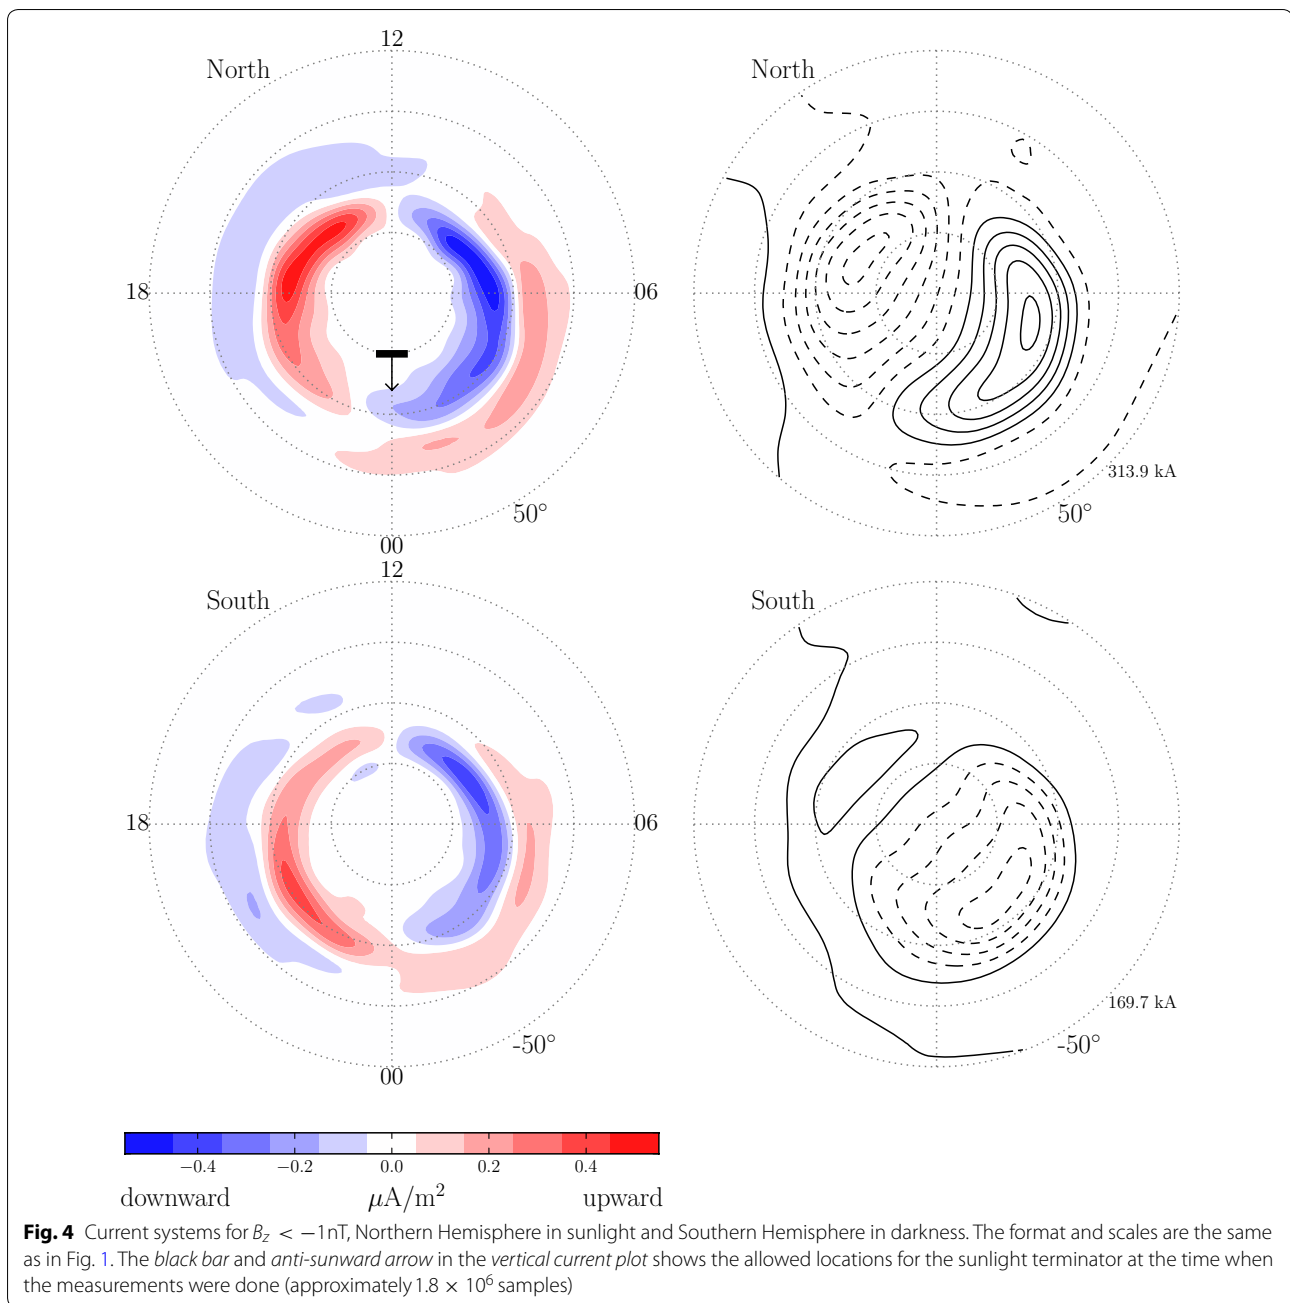 12
North
North
18
06
313.9 kA
50°
50°
00
12
South
South
18
06
169.7 kA
-50°
-50°
00
−0.4 −0.2 0.0 0.2 0.4
downward μA/m² upward
Fig. 4 Current systems for B_z < −1nT, Northern Hemisphere in sunlight and Southern Hemisphere in darkness. The format and scales are the same
as in Fig. 1. The black bar and anti-sunward arrow in the vertical current plot shows the allowed locations for the sunlight terminator at the time when
the measurements were done (approximately 1.8 × 10⁶ samples)